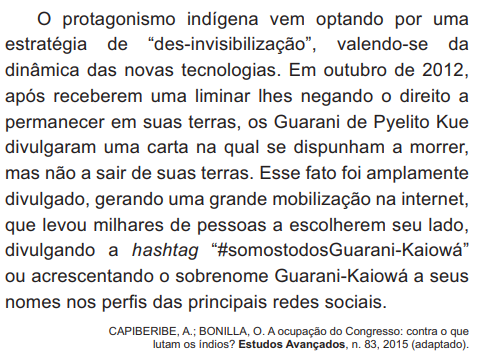 O protagonismo indígena vem optando por uma
estratégia de “des-invisibilização”, valendo-se da
dinâmica das novas tecnologias. Em outubro de 2012,
após receberem uma liminar lhes negando o direito a
permanecer em suas terras, os Guarani de Pyelito Kue
divulgaram uma carta na qual se dispunham a morrer,
mas não a sair de suas terras. Esse fato foi amplamente
divulgado, gerando uma grande mobilização na internet,
que levou milhares de pessoas a escolherem seu lado,
divulgando a hashtag “#somostodosGuarani-Kaiowá”
ou acrescentando o sobrenome Guarani-Kaiowá a seus
nomes nos perfis das principais redes sociais.
CAPIBERIBE, A.; BONILLA, O. A ocupação do Congresso: contra o que
lutam os índios? Estudos Avançados, n. 83, 2015 (adaptado).